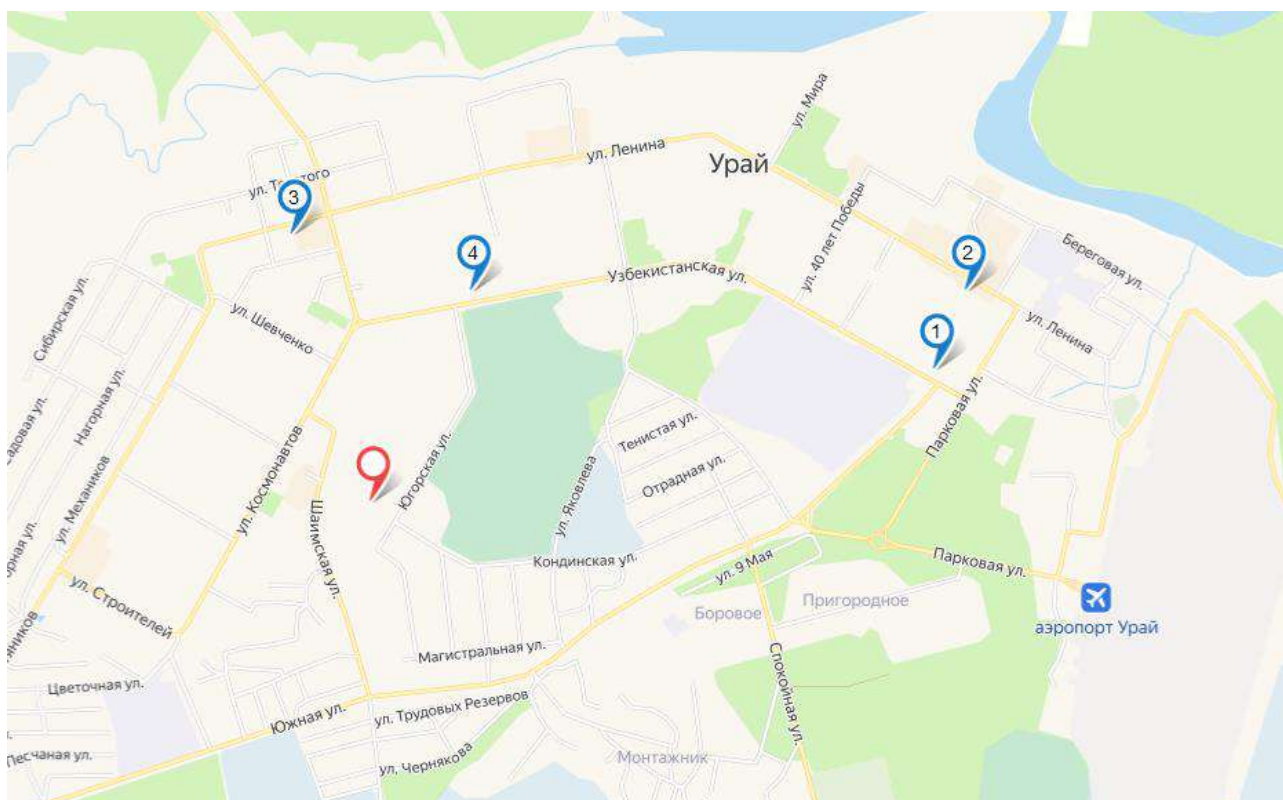 ул. Мира
ул. Ленина
Урай
ул. Толстого
3
ул. 40 лет Победы
Береговая ул.
4
2
Узбекистанская ул.
Сибирская ул.
ул. Шевченко
1
ул. Ленина
Садовая ул.
Нагорная ул.
Парковая ул.
Тенистая ул.
ул. Механиков
ул. Космонавтов
Югорская ул.
Отрадная ул.
ул. Яковлева
Шаимская ул.
Кондинская ул.
ул. 9 Мая
Парковая ул.
ул. Строителей
Боровое
Пригородное
аэропорт Урай
Магистральная ул.
Цветочная ул.
Спокойная ул.
Южная ул.
ул. Трудовых Резервов
Песчаная ул.
ул. Чернякова
Монтажник